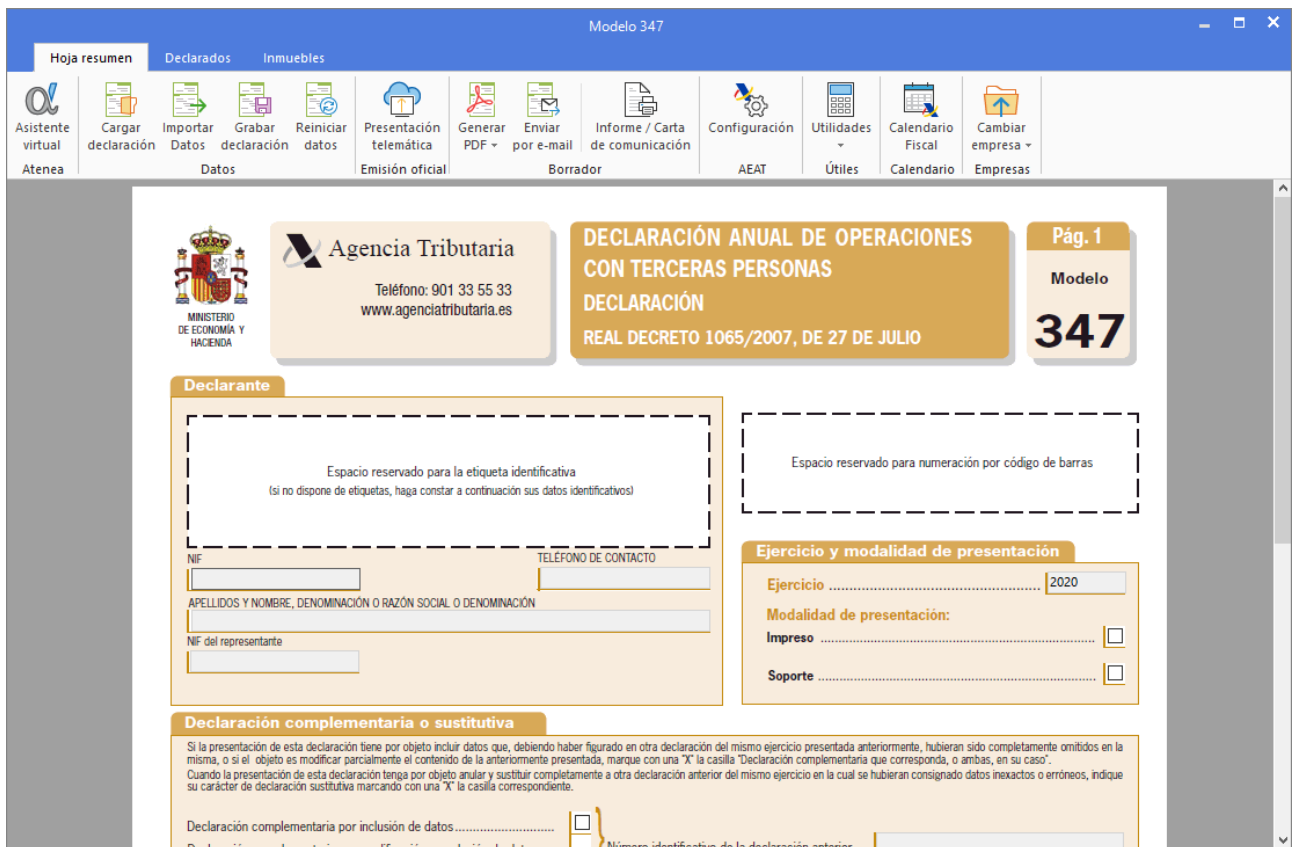 Modelo 347
Hoja resumen Declarados Inmuebles
Asistente virtual
Cargar declaración
Importar Datos
Grabar declaración
Reiniciar datos
Presentación telemática
Generar PDF
Enviar por e-mail
Informe / Carta de comunicación
Configuración
Utilidades
Calendario Fiscal
Cambiar empresa
Atenea Datos Emisión oficial Borrador AEAT Útiles Calendario Empresas
MINISTERIO
DE ECONOMÍA Y
HACIENDA
Agencia Tributaria
Teléfono: 901 33 55 33
www.agenciatributaria.es
DECLARACIÓN ANUAL DE OPERACIONES
CON TERCERAS PERSONAS
DECLARACIÓN
REAL DECRETO 1065/2007, DE 27 DE JULIO
Pág. 1
Modelo
347
Declarante
Espacio reservado para la etiqueta identificativa
(si no dispone de etiquetas, haga constar a continuación sus datos identificativos)
NIF TELÉFONO DE CONTACTO
APELLIDOS Y NOMBRE, DENOMINACIÓN O RAZÓN SOCIAL O DENOMINACIÓN
NIF del representante
Espacio reservado para numeración por código de barras
Ejercicio y modalidad de presentación
Ejercicio 2020
Modalidad de presentación:
Impreso
Soporte
Declaración complementaria o sustitutiva
Si la presentación de esta declaración tiene por objeto incluir datos que, debiendo haber figurado en otra declaración del mismo ejercicio presentada anteriormente, hubieran sido completamente omitidos en la
misma, o si el objeto es modificar parcialmente el contenido de la anteriormente presentada, marque con una "X" la casilla "Declaración complementaria que corresponda, o ambas, en su caso".
Cuando la presentación de esta declaración tenga por objeto anular y sustituir completamente a otra declaración anterior del mismo ejercicio en la cual se hubieran consignado datos inexactos o erróneos, indique
su carácter de declaración sustitutiva marcando con una "X" la casilla correspondiente.
Declaración complementaria por inclusión de datos
Número identificativo de la declaración anterior